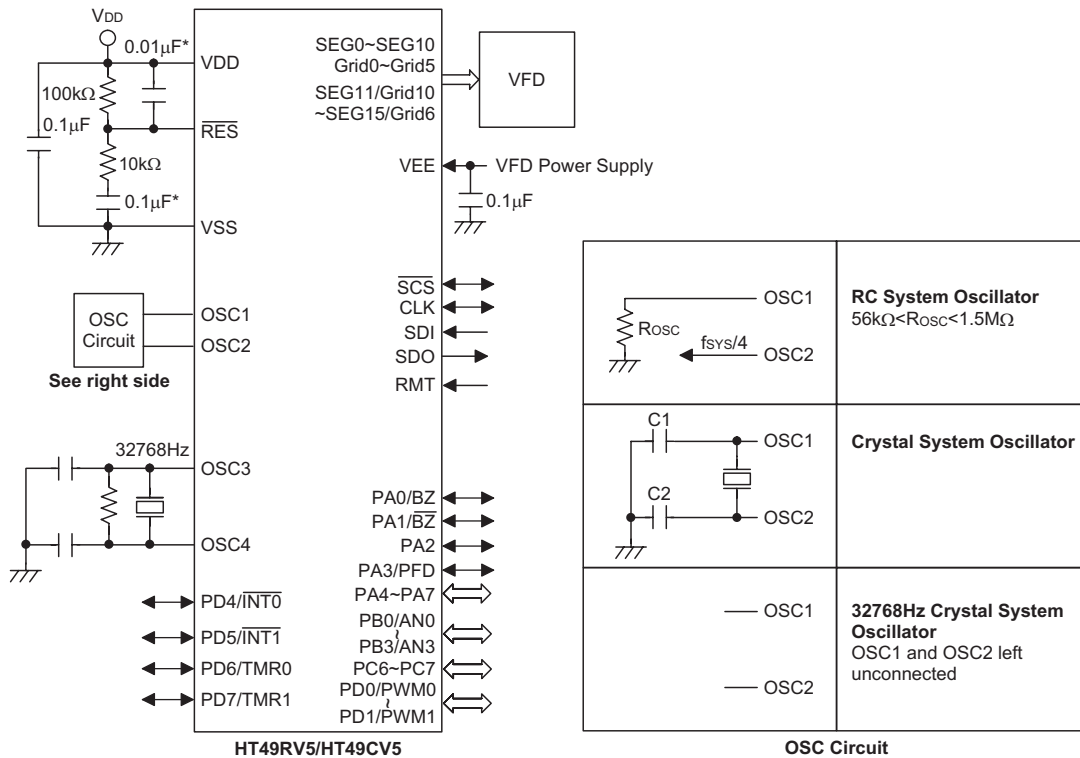 VDD
0.01µF*
VDD
100kΩ
0.1µF
RES
10kΩ
0.1µF*
VSS
OSC
Circuit
OSC1
OSC2
See right side
32768Hz
OSC3
OSC4
PD4/INT0
PD5/INT1
PD6/TMR0
PD7/TMR1
SEG0~SEG10
Grid0~Grid5
SEG11/Grid10
~SEG15/Grid6
VFD
VEE
VFD Power Supply
0.1µF
SCS
CLK
SDI
SDO
RMT
PA0/BZ
PA1/BZ
PA2
PA3/PFD
PA4~PA7
PB0/AN0
~
PB3/AN3
PC6~PC7
PD0/PWM0
~
PD1/PWM1
HT49RV5/HT49CV5
OSC1
ROSC
fSYS/4
OSC2
RC System Oscillator
56kΩ<ROSC<1.5MΩ
C1
OSC1
C2
OSC2
Crystal System Oscillator
OSC1
OSC2
32768Hz Crystal System
Oscillator
OSC1 and OSC2 left
unconnected
OSC Circuit